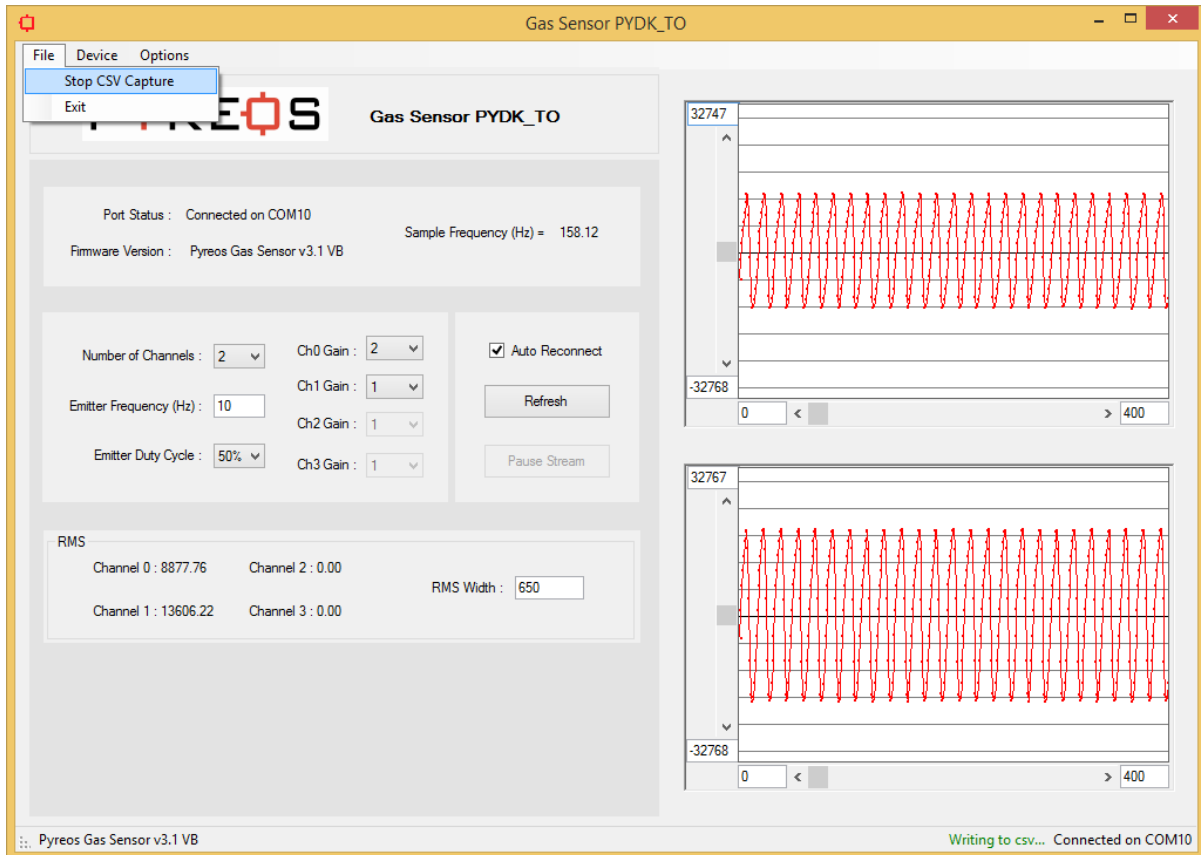 Gas Sensor PYDK_TO
File Device Options
Stop CSV Capture
Exit
Gas Sensor PYDK_TO
Port Status : Connected on COM10
Sample Frequency (Hz) = 158.12
Firmware Version : Pyreos Gas Sensor v3.1 VB
Number of Channels : 2
Ch0 Gain : 2
Ch1 Gain : 1
Emitter Frequency (Hz) : 10
Ch2 Gain : 1
Emitter Duty Cycle : 50%
Ch3 Gain : 1
Auto Reconnect
Refresh
Pause Stream
RMS
Channel 0 : 8877.76 Channel 2 : 0.00
RMS Width : 650
Channel 1 : 13606.22 Channel 3 : 0.00
32747
-32768
0 < > 400
32767
-32768
0 < > 400
Pyreos Gas Sensor v3.1 VB
Writing to csv... Connected on COM10